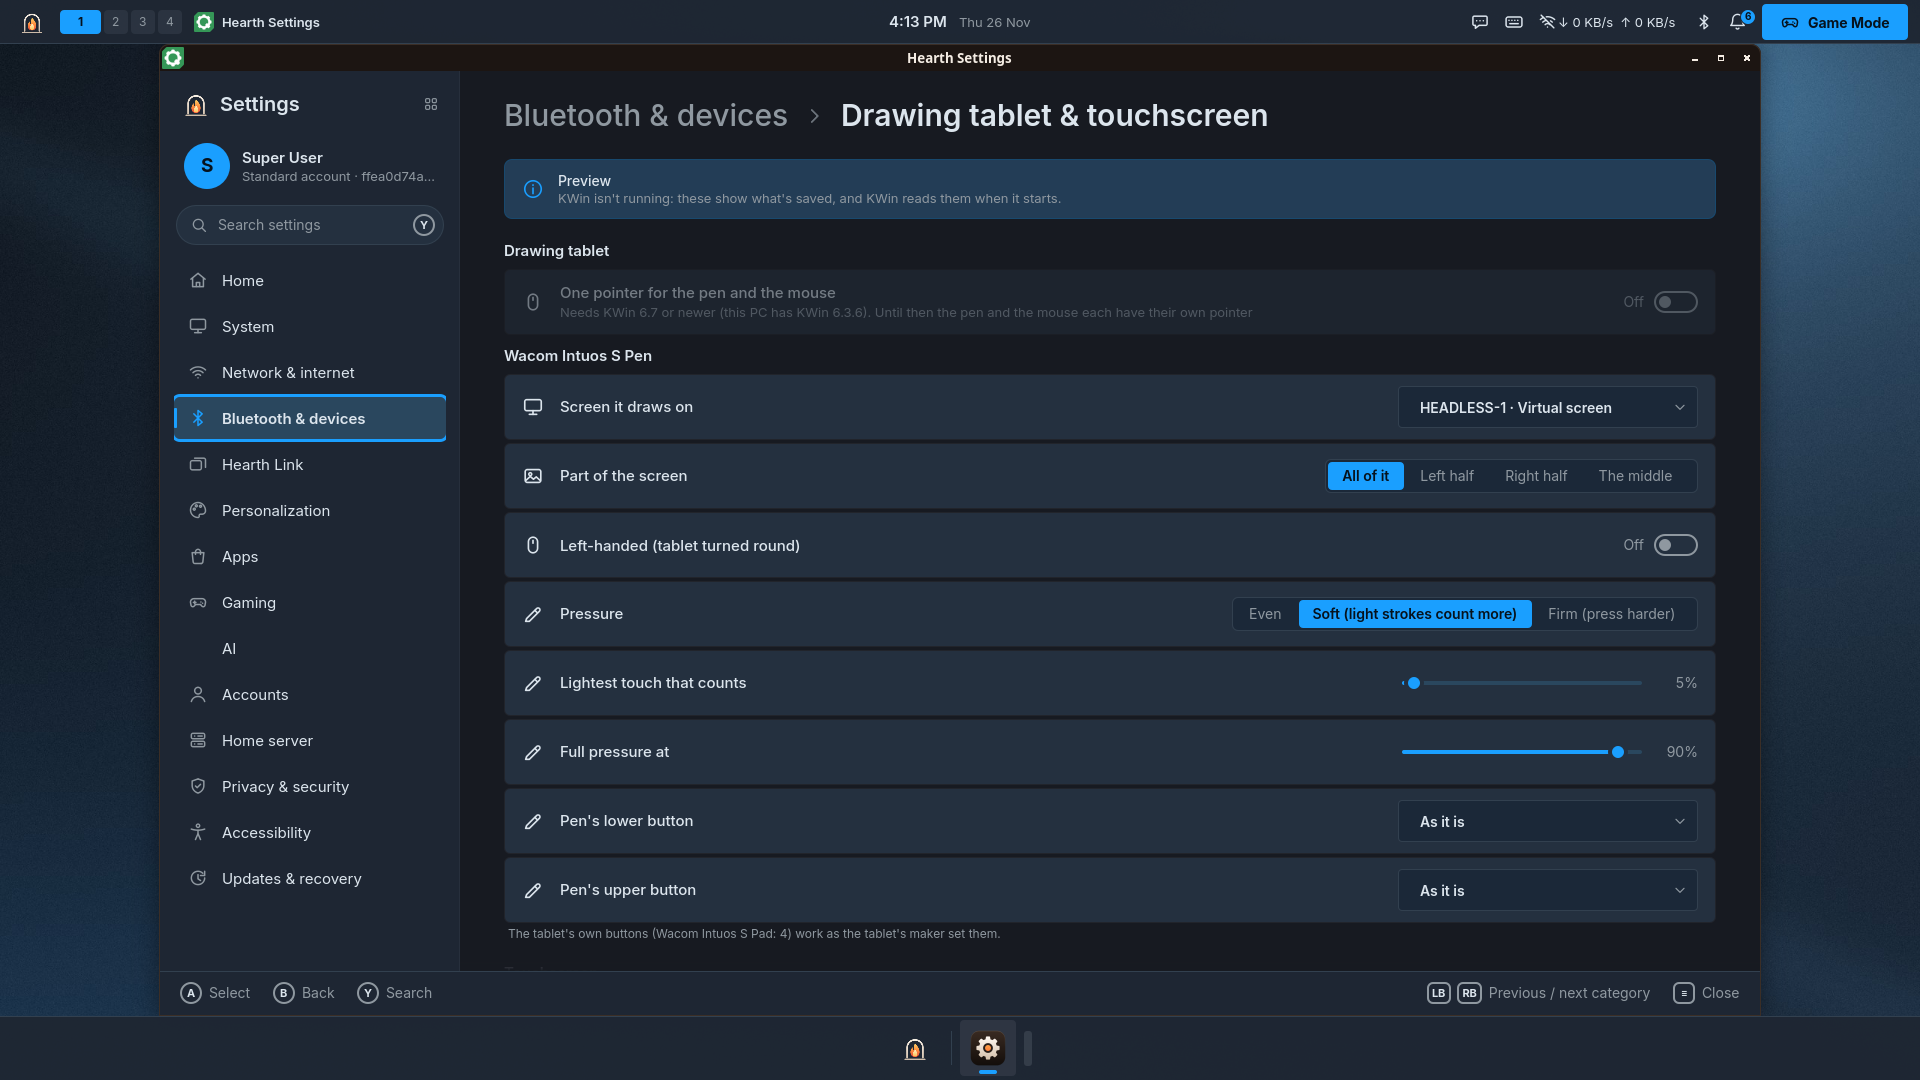 1 2 3 4 Hearth Settings 4:13 PM Thu 26 Nov 0 KB/s 0 KB/s 6 Game Mode
Hearth Settings
Settings
S Super User
Standard account · ffea0d74a...
Search settings Y
Home
System
Network & internet
Bluetooth & devices
Hearth Link
Personalization
Apps
Gaming
AI
Accounts
Home server
Privacy & security
Accessibility
Updates & recovery
Bluetooth & devices > Drawing tablet & touchscreen
Preview
KWin isn't running: these show what's saved, and KWin reads them when it starts.
Drawing tablet
One pointer for the pen and the mouse
Needs KWin 6.7 or newer (this PC has KWin 6.3.6). Until then the pen and the mouse each have their own pointer
Off
Wacom Intuos S Pen
Screen it draws on HEADLESS-1 · Virtual screen
Part of the screen All of it Left half Right half The middle
Left-handed (tablet turned round) Off
Pressure Even Soft (light strokes count more) Firm (press harder)
Lightest touch that counts 5%
Full pressure at 90%
Pen's lower button As it is
Pen's upper button As it is
The tablet's own buttons (Wacom Intuos S Pad: 4) work as the tablet's maker set them.
A Select B Back Y Search LB RB Previous / next category Close